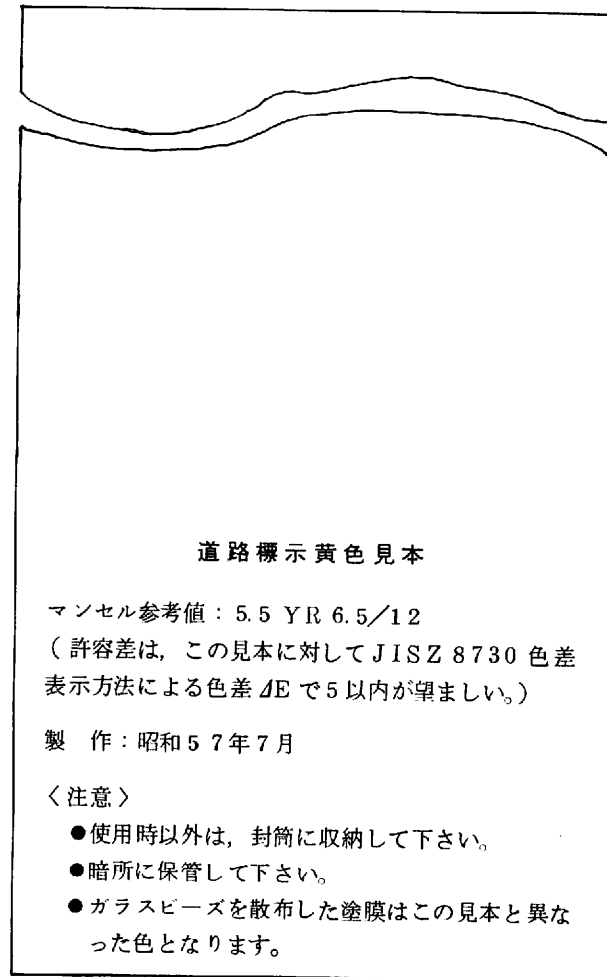 道路標示黄色見本
マンセル参考値：5.5 YR 6.5／12
（許容差は，この見本に対してJISZ 8730 色差
表示方法による色差ΔE で5以内が望ましい。）
製　作：昭和57年7月
〈注意〉
●使用時以外は，封筒に収納して下さい。
●暗所に保管して下さい。
●ガラスビーズを散布した塗膜はこの見本と異な
った色となります。